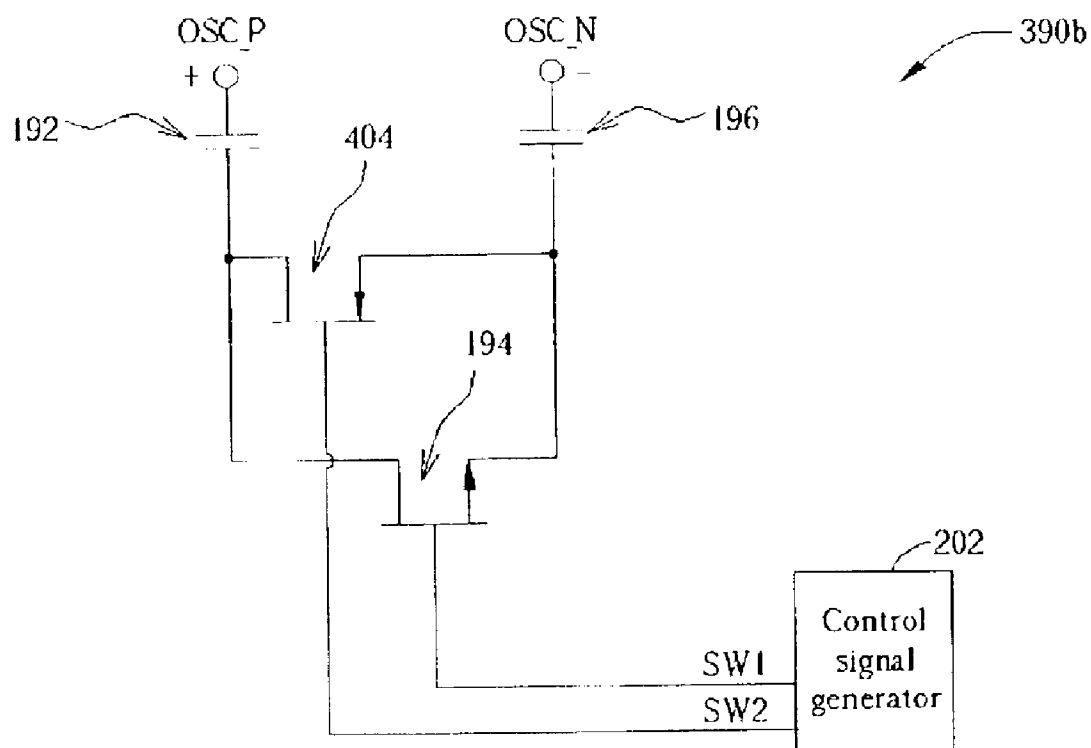 OSC_P
OSC_N
390b
+
-
192
404
196
194
202
Control
signal
generator
SW1
SW2